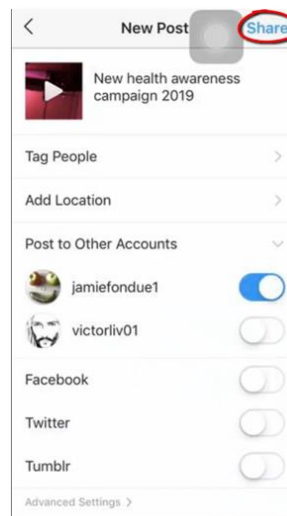 New Post
Share
New health awareness
campaign 2019
Tag People
Add Location
Post to Other Accounts
jamiefondue1
victorliv01
Facebook
Twitter
Tumblr
Advanced Settings >